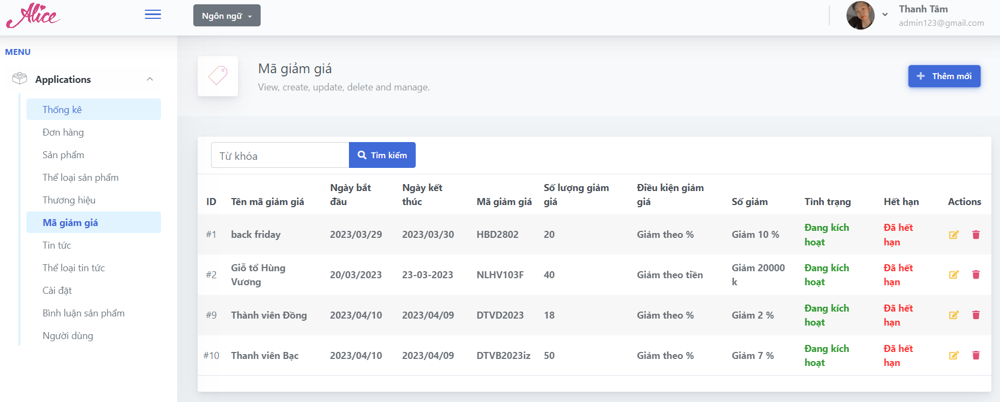 Alice
Ngôn ngữ
Thanh Tâm
admin123@gmail.com
MENU
Applications
Thống kê
Đơn hàng
Sản phẩm
Thể loại sản phẩm
Thương hiệu
Mã giảm giá
Tin tức
Thể loại tin tức
Cài đặt
Bình luận sản phẩm
Người dùng
Mã giảm giá
View, create, update, delete and manage.
Thêm mới
Từ khóa
Tìm kiếm
ID Tên mã giảm giá Ngày bắt đầu Ngày kết thúc Mã giảm giá Số lượng giảm giá Điều kiện giảm giá Số giảm Tình trạng Hết hạn Actions
#1 back friday 2023/03/29 2023/03/30 HBD2802 20 Giảm theo % Giảm 10 % Đang kích hoạt Đã hết hạn
#2 Giỗ tổ Hùng Vương 20/03/2023 23-03-2023 NLHV103F 40 Giảm theo tiền Giảm 20000 k Đang kích hoạt Đã hết hạn
#9 Thành viên Đồng 2023/04/10 2023/04/09 DTVD2023 18 Giảm theo % Giảm 2 % Đang kích hoạt Đã hết hạn
#10 Thanh viên Bạc 2023/04/10 2023/04/09 DTVB2023iz 50 Giảm theo % Giảm 7 % Đang kích hoạt Đã hết hạn